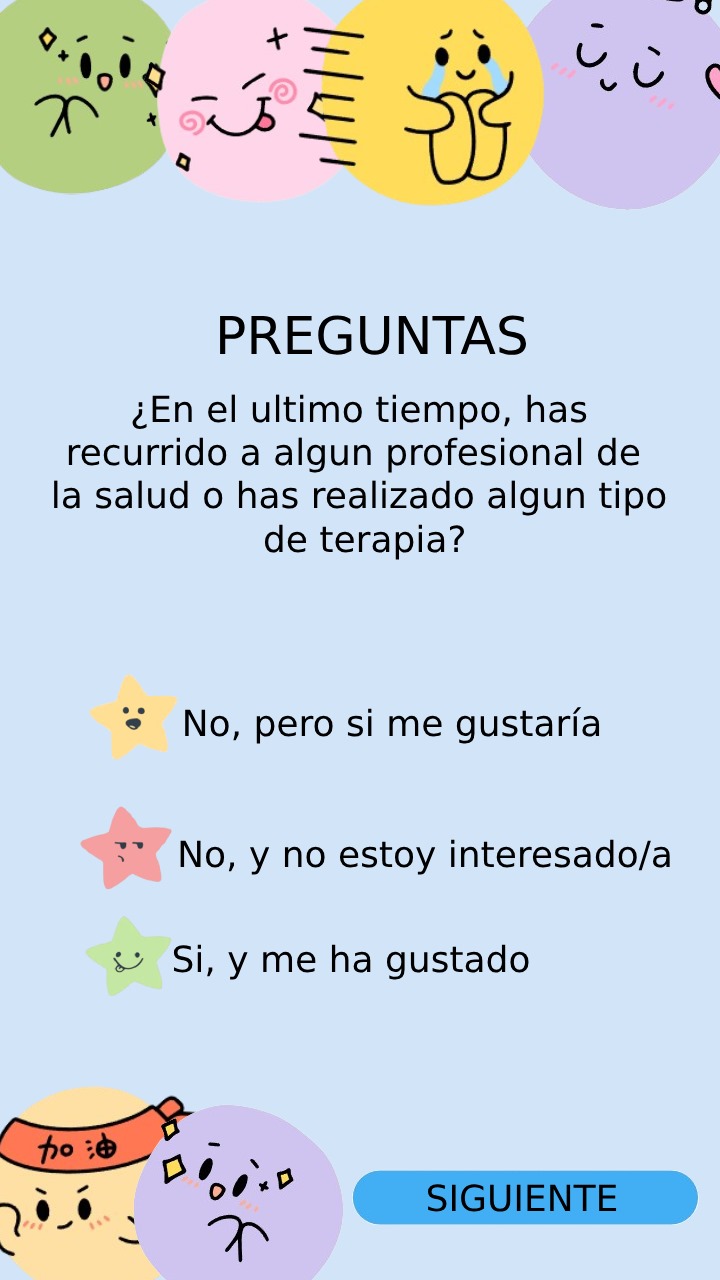 PREGUNTAS
¿En el ultimo tiempo, has
recurrido a algun profesional de
la salud o has realizado algun tipo
de terapia?
No, pero si me gustaría
No, y no estoy interesado/a
Si, y me ha gustado
加油
SIGUIENTE